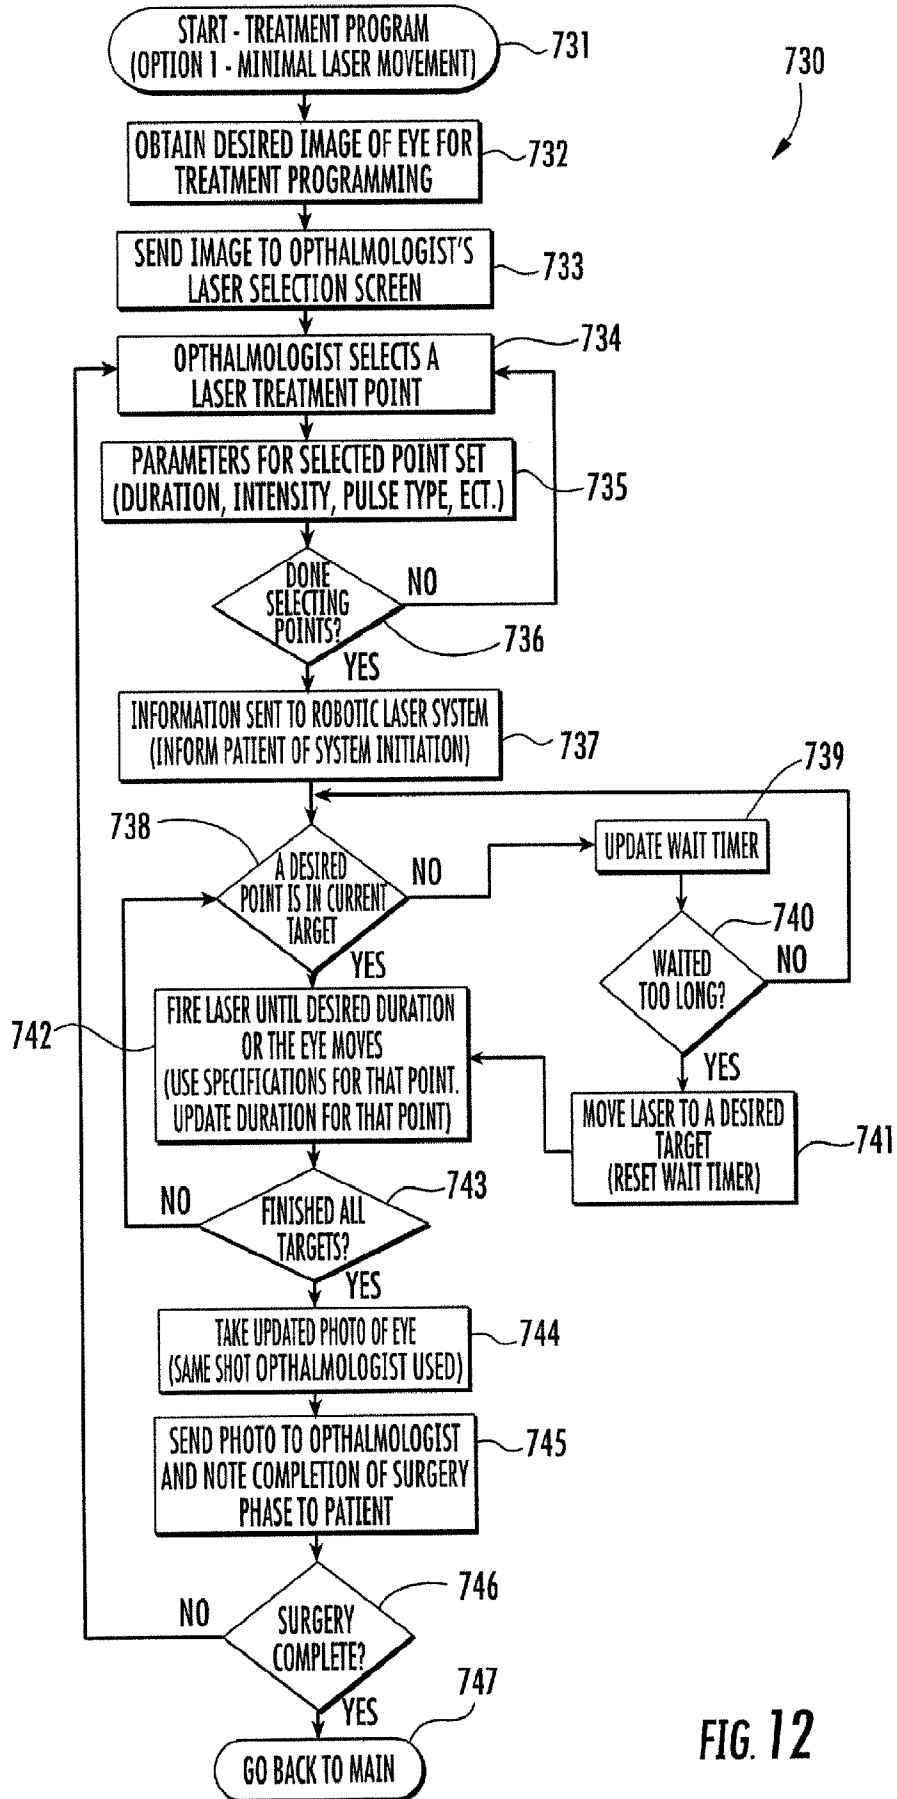 START - TREATMENT PROGRAM
(OPTION 1 - MINIMAL LASER MOVEMENT)
731
730
OBTAIN DESIRED IMAGE OF EYE FOR
TREATMENT PROGRAMMING
732
SEND IMAGE TO OPTHALMOLOGIST'S
LASER SELECTION SCREEN
733
734
OPTHALMOLOGIST SELECTS A
LASER TREATMENT POINT
PARAMETERS FOR SELECTED POINT SET
(DURATION, INTENSITY, PULSE TYPE, ECT.)
735
DONE
SELECTING
POINTS?
NO
736
YES
INFORMATION SENT TO ROBOTIC LASER SYSTEM
(INFORM PATIENT OF SYSTEM INITIATION)
737
738
A DESIRED
POINT IS IN CURRENT
TARGET
NO
YES
739
UPDATE WAIT TIMER
740
WAITED
TOO LONG?
NO
YES
742
FIRE LASER UNTIL DESIRED DURATION
OR THE EYE MOVES
(USE SPECIFICATIONS FOR THAT POINT.
UPDATE DURATION FOR THAT POINT)
MOVE LASER TO A DESIRED
TARGET
(RESET WAIT TIMER)
741
743
NO
FINISHED ALL
TARGETS?
YES
TAKE UPDATED PHOTO OF EYE
(SAME SHOT OPTHALMOLOGIST USED)
744
SEND PHOTO TO OPTHALMOLOGIST
AND NOTE COMPLETION OF SURGERY
PHASE TO PATIENT
745
746
NO
SURGERY
COMPLETE?
YES
747
GO BACK TO MAIN
FIG. 12